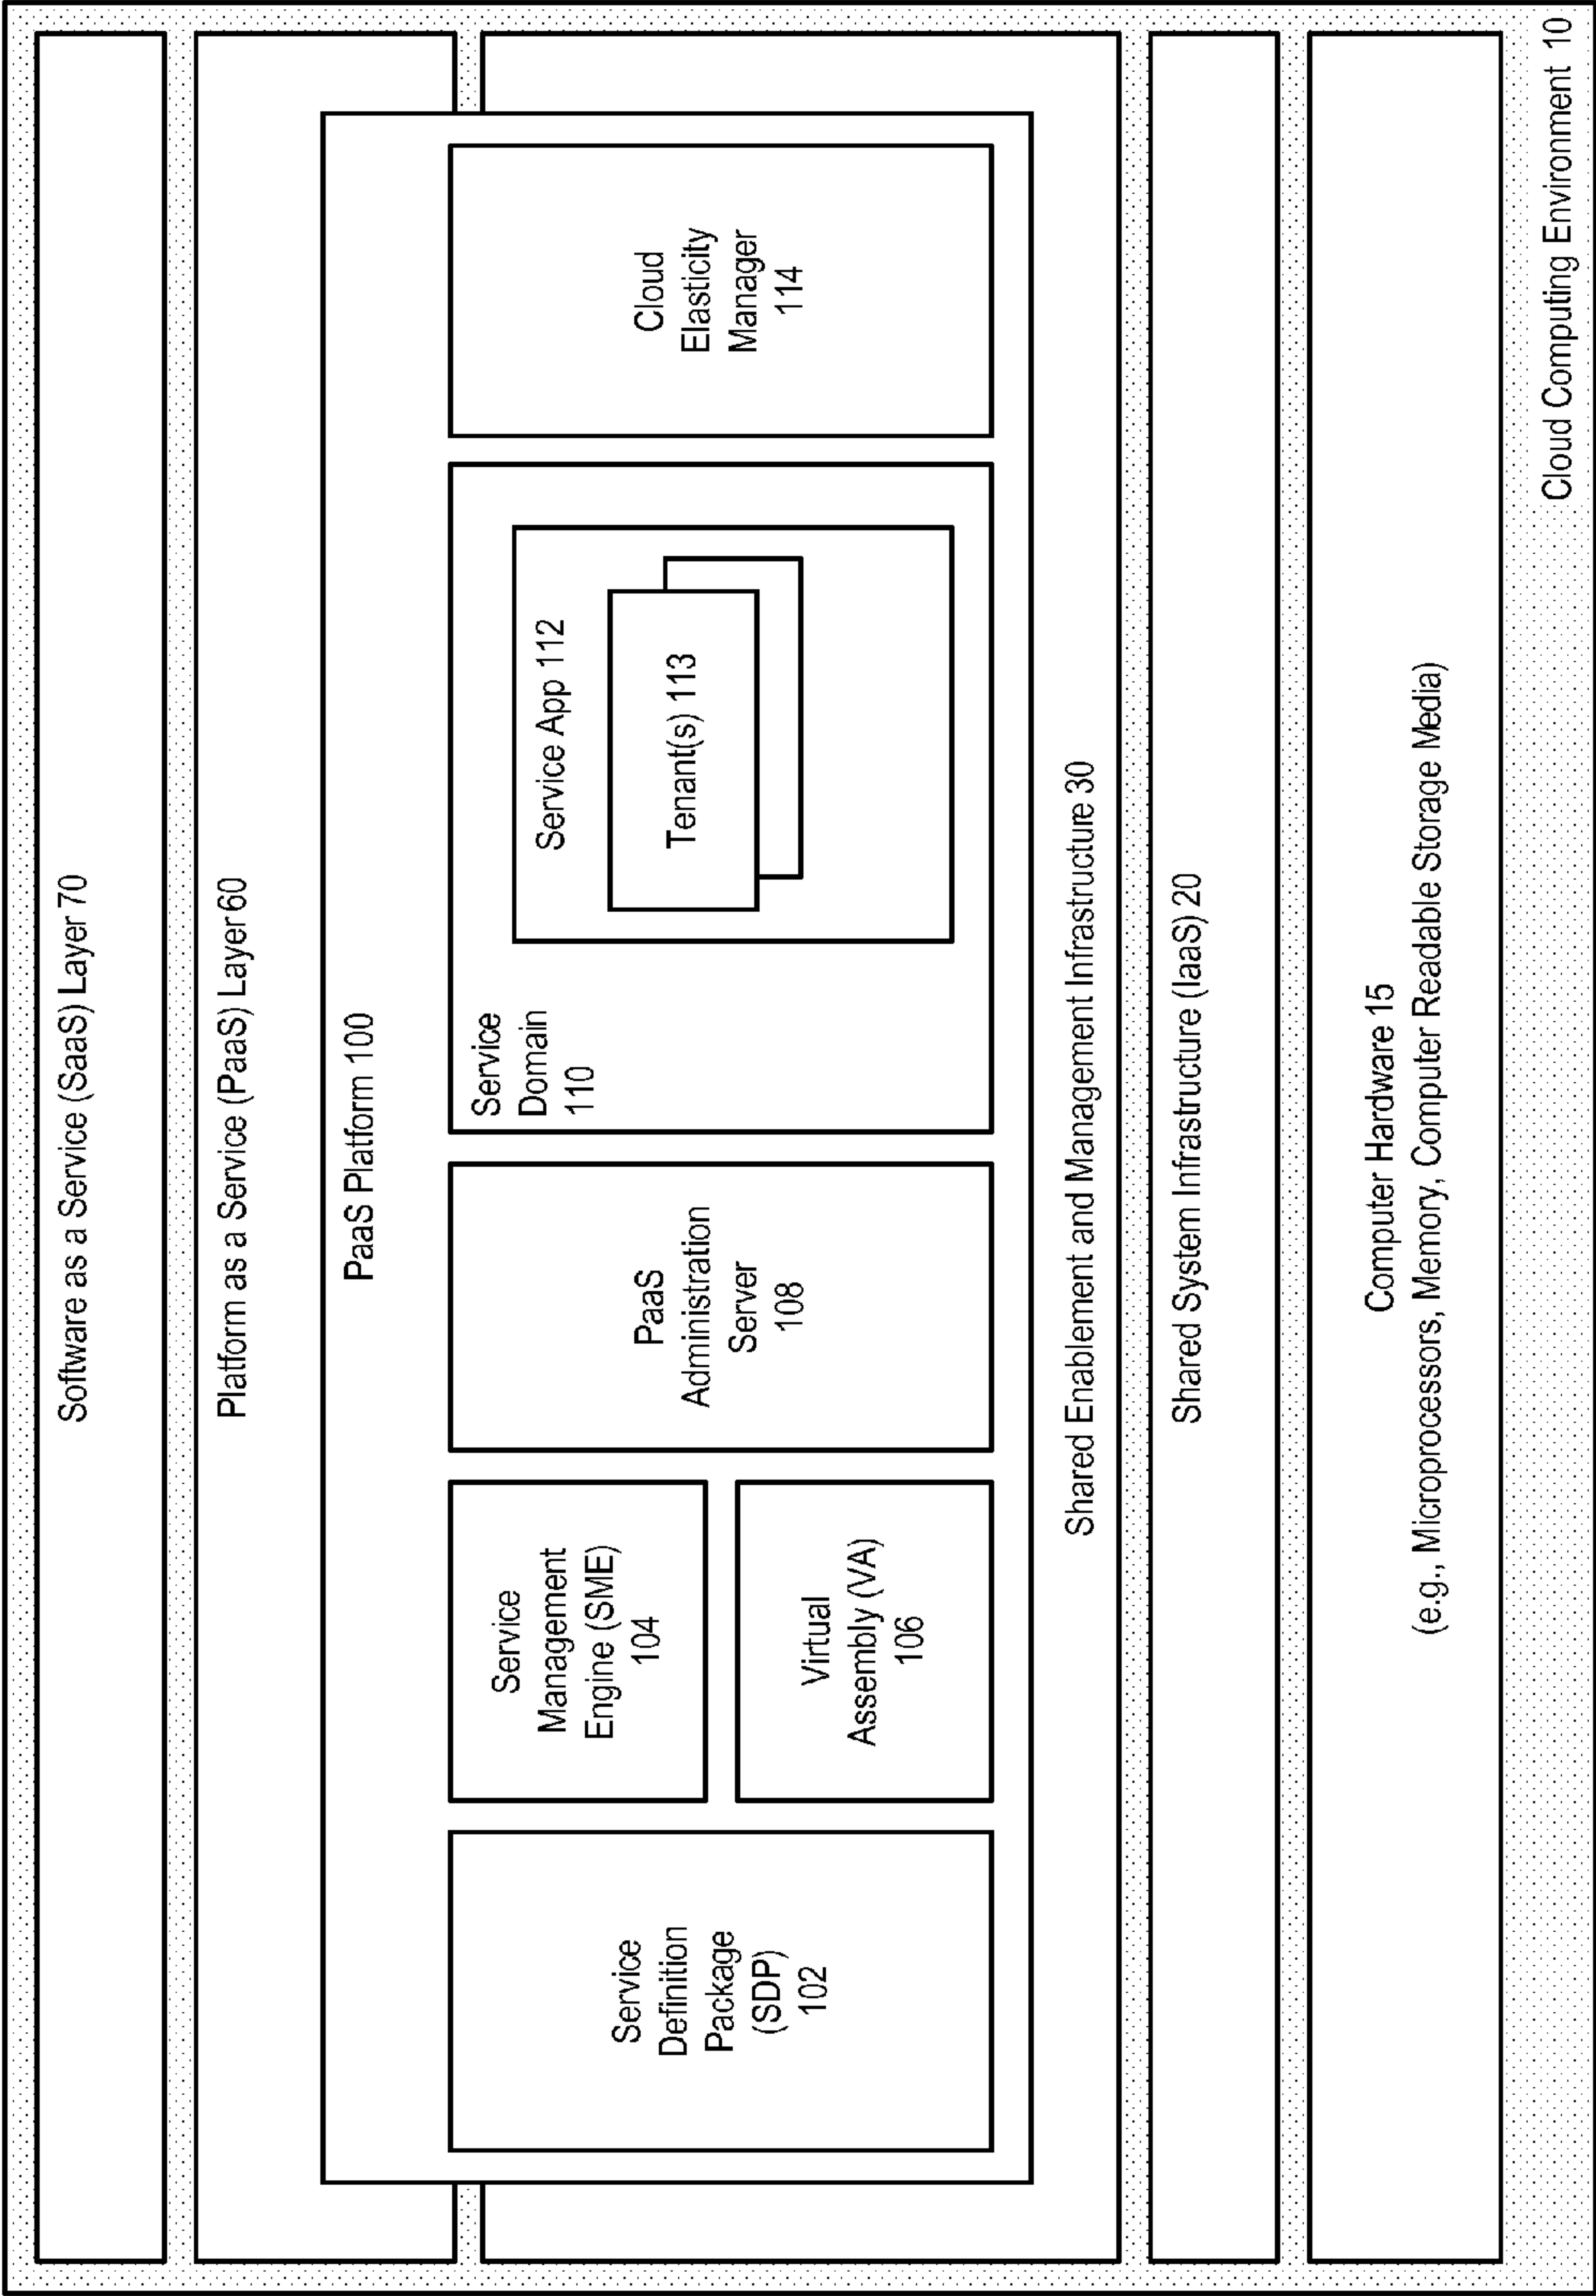 Software as a Service (SaaS) Layer 70
Platform as a Service (PaaS) Layer 60
PaaS Platform 100
Service
Definition
Package
(SDP)
102
Service
Management
Engine (SME)
104
Virtual
Assembly (VA)
106
PaaS
Administration
Server
108
Service
Domain
110
Service App 112
Tenant(s) 113
Cloud
Elasticity
Manager
114
Shared Enablement and Management Infrastructure 30
Shared System Infrastructure (IaaS) 20
Computer Hardware 15
(e.g., Microprocessors, Memory, Computer Readable Storage Media)
Cloud Computing Environment 10